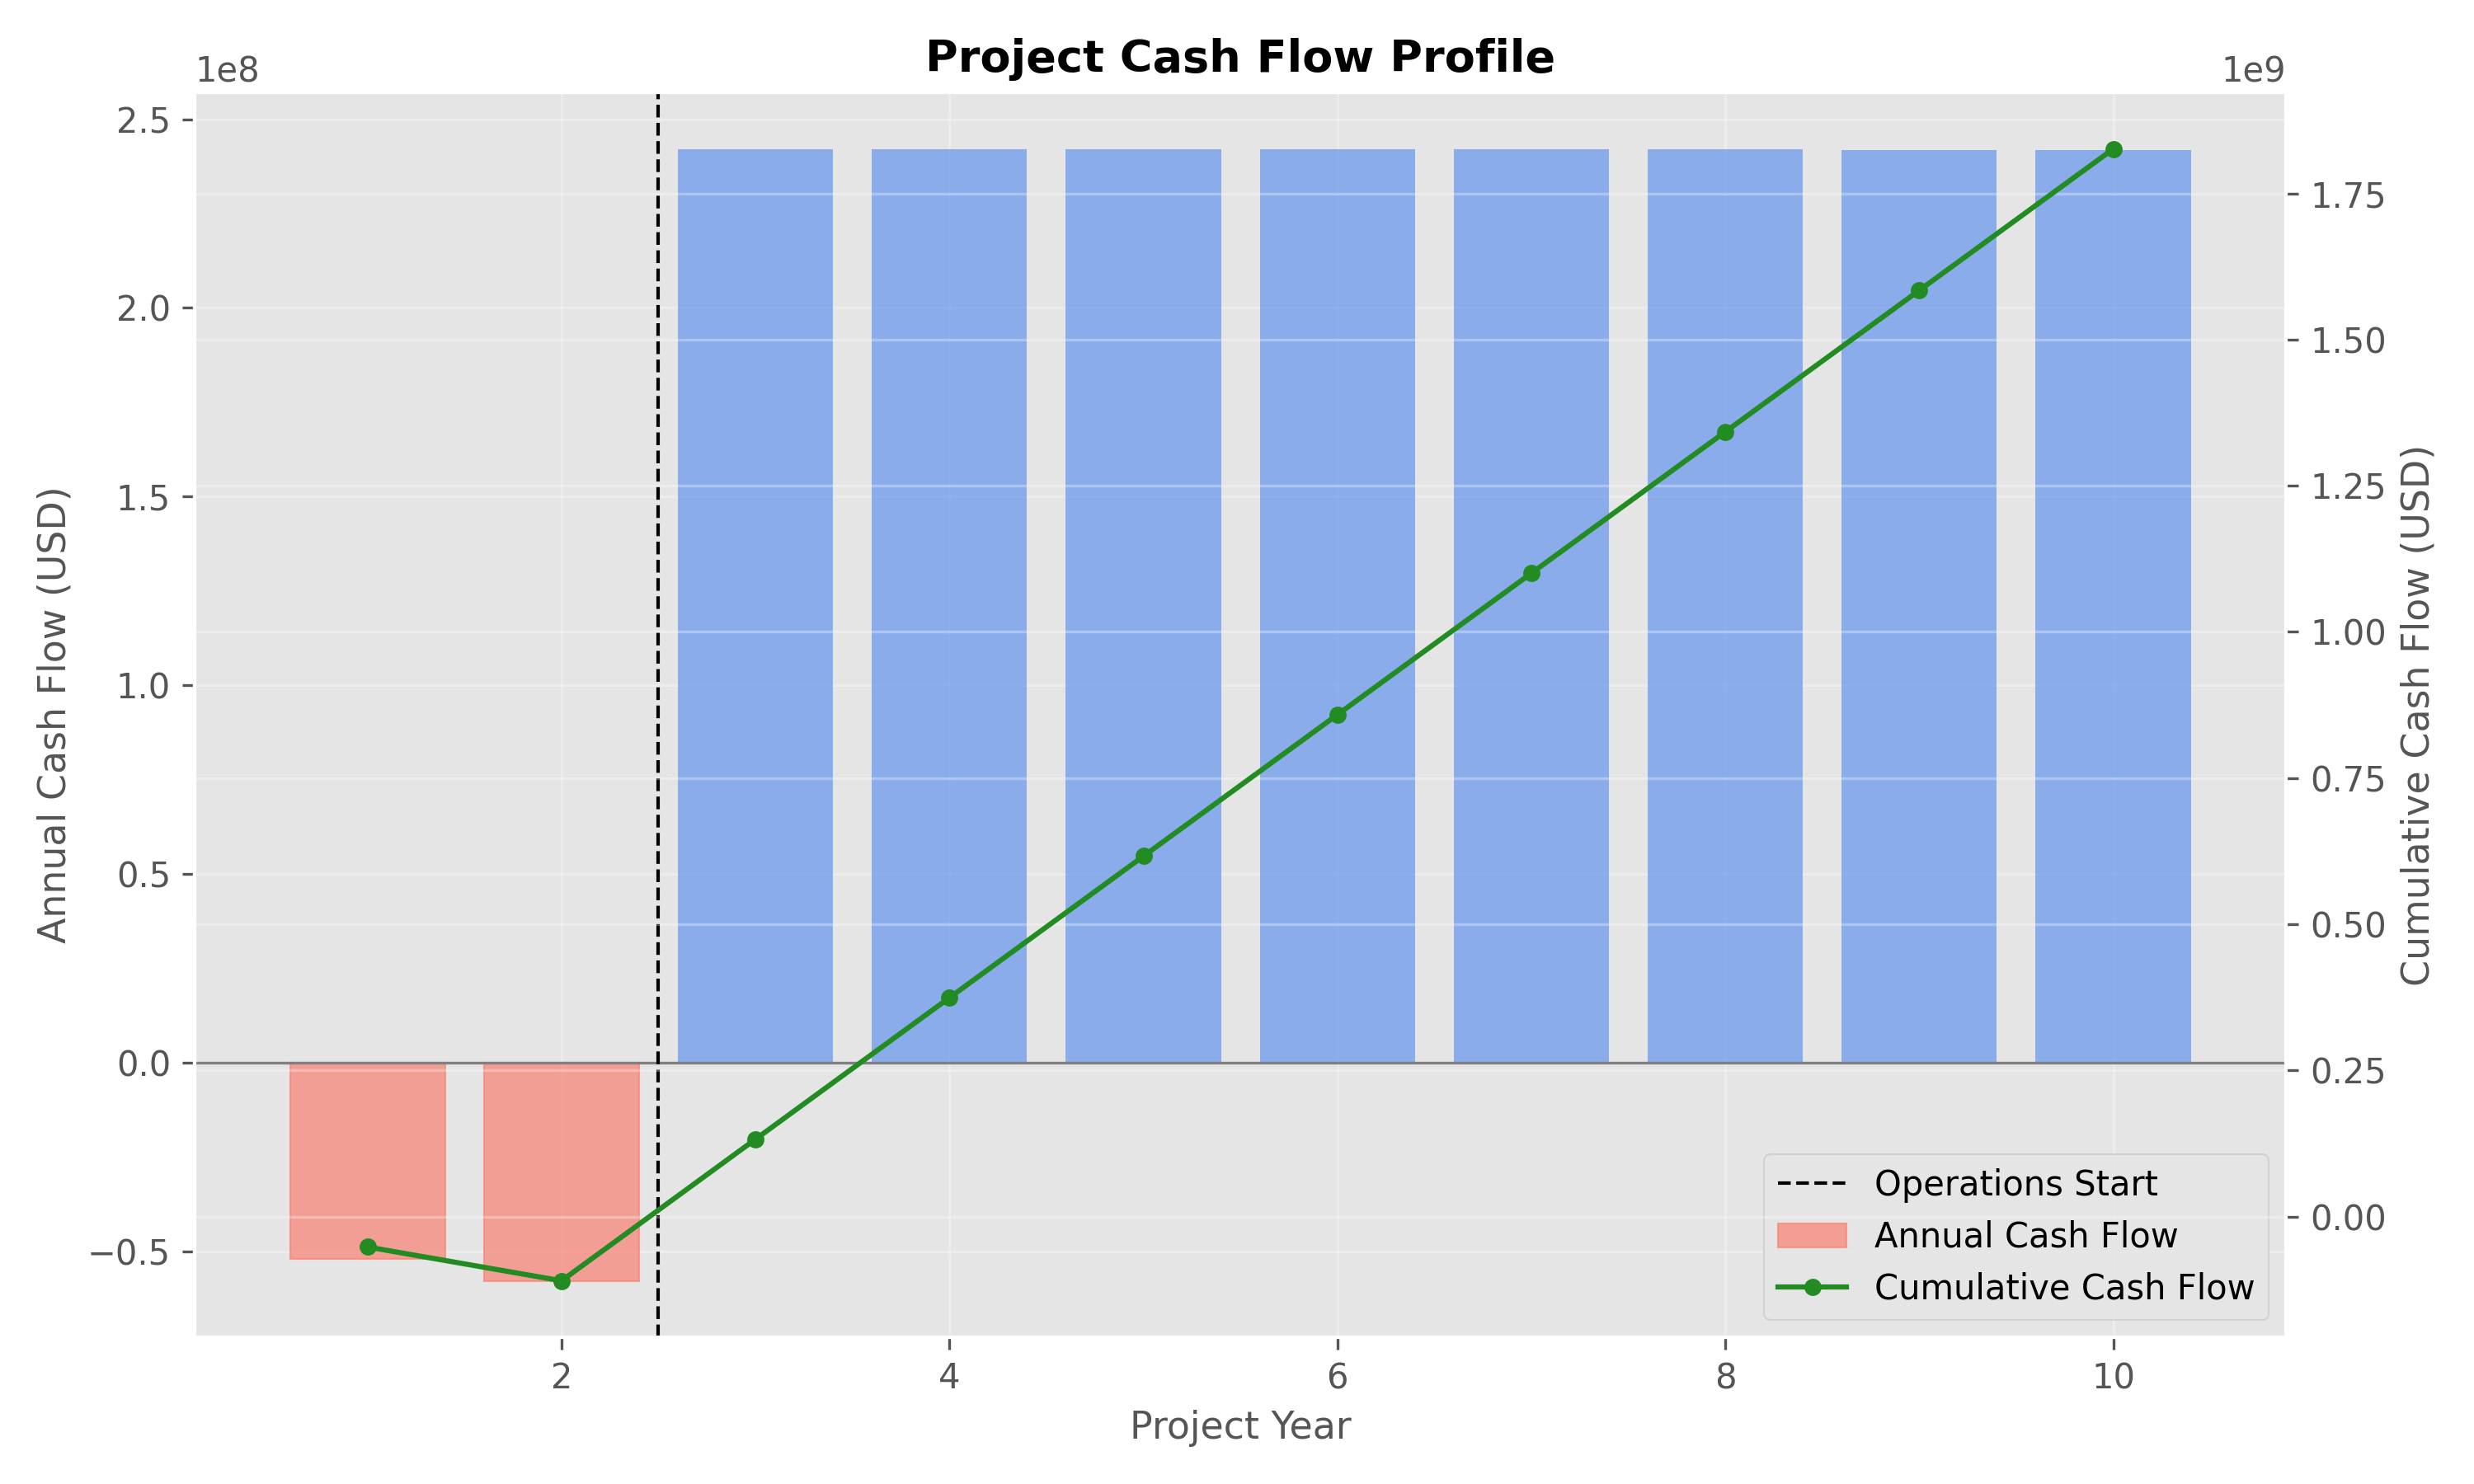 Project Cash Flow Profile
1e8
1e9
2.5
2.0
1.5
1.0
0.5
0.0
−0.5
Annual Cash Flow (USD)
1.75
1.50
1.25
1.00
0.75
0.50
0.25
0.00
Cumulative Cash Flow (USD)
Operations Start
Annual Cash Flow
Cumulative Cash Flow
2 4 6 8 10
Project Year